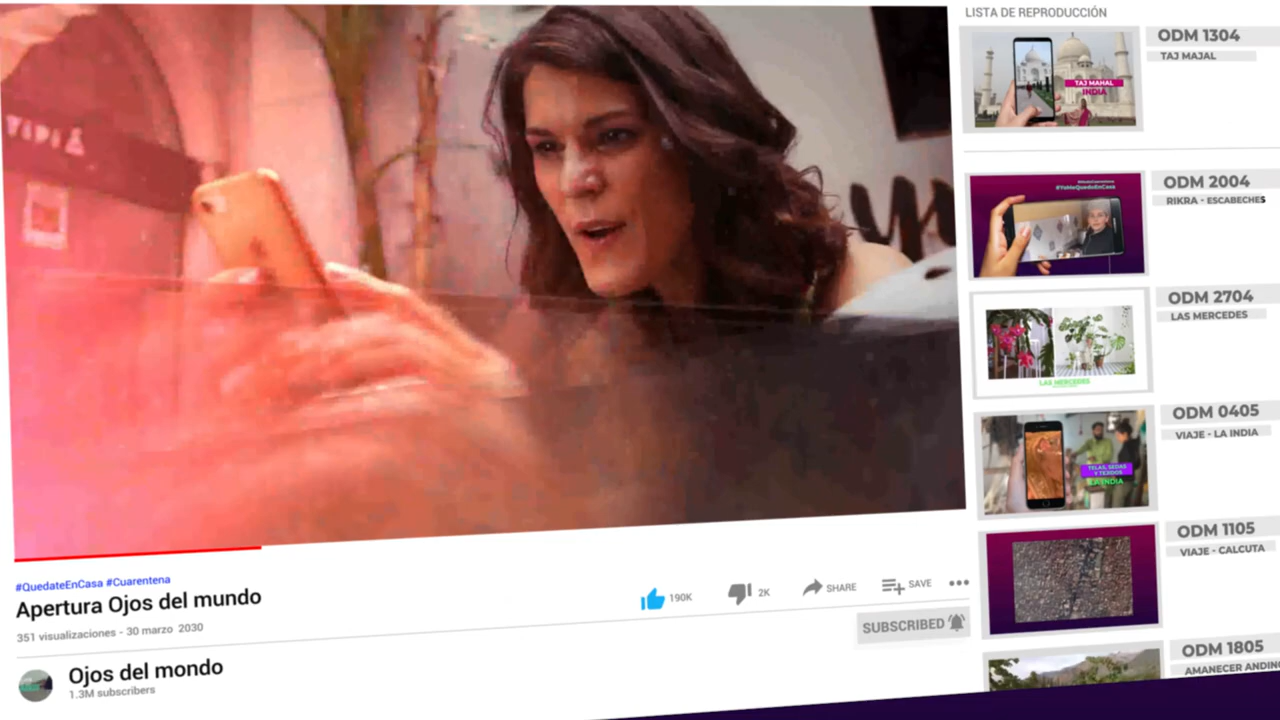 LISTA DE REPRODUCCIÓN
ODM 1304
TAJ MAJAL
TAJ MAHAL
INDIA
ODM 2004
RIKRA - ESCABECHES
#YoMeQuedoEnCasa
ODM 2704
LAS MERCEDES
LAS MERCEDES
ODM 0405
VIAJE - LA INDIA
TELAS, SEDAS
Y TEJIDOS
LA INDIA
ODM 1105
VIAJE - CALCUTA
ODM 1805
AMANECER ANDINO
#QuedateEnCasa #Cuarentena
Apertura Ojos del mundo
351 visualizaciones - 30 marzo 2030
190K
2K
SHARE
SAVE
SUBSCRIBED
Ojos del mondo
1.3M subscribers